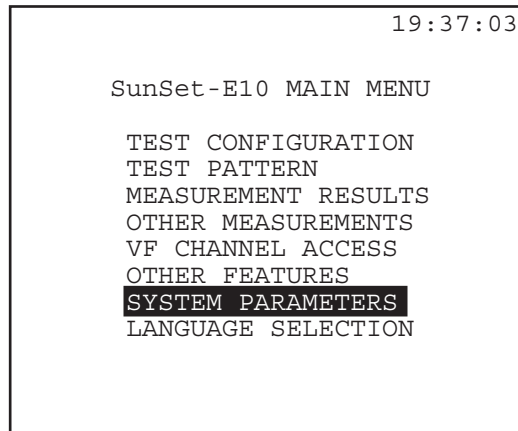 19:37:03
SunSet-E10 MAIN MENU
TEST CONFIGURATION
TEST PATTERN
MEASUREMENT RESULTS
OTHER MEASUREMENTS
VF CHANNEL ACCESS
OTHER FEATURES
SYSTEM PARAMETERS
LANGUAGE SELECTION